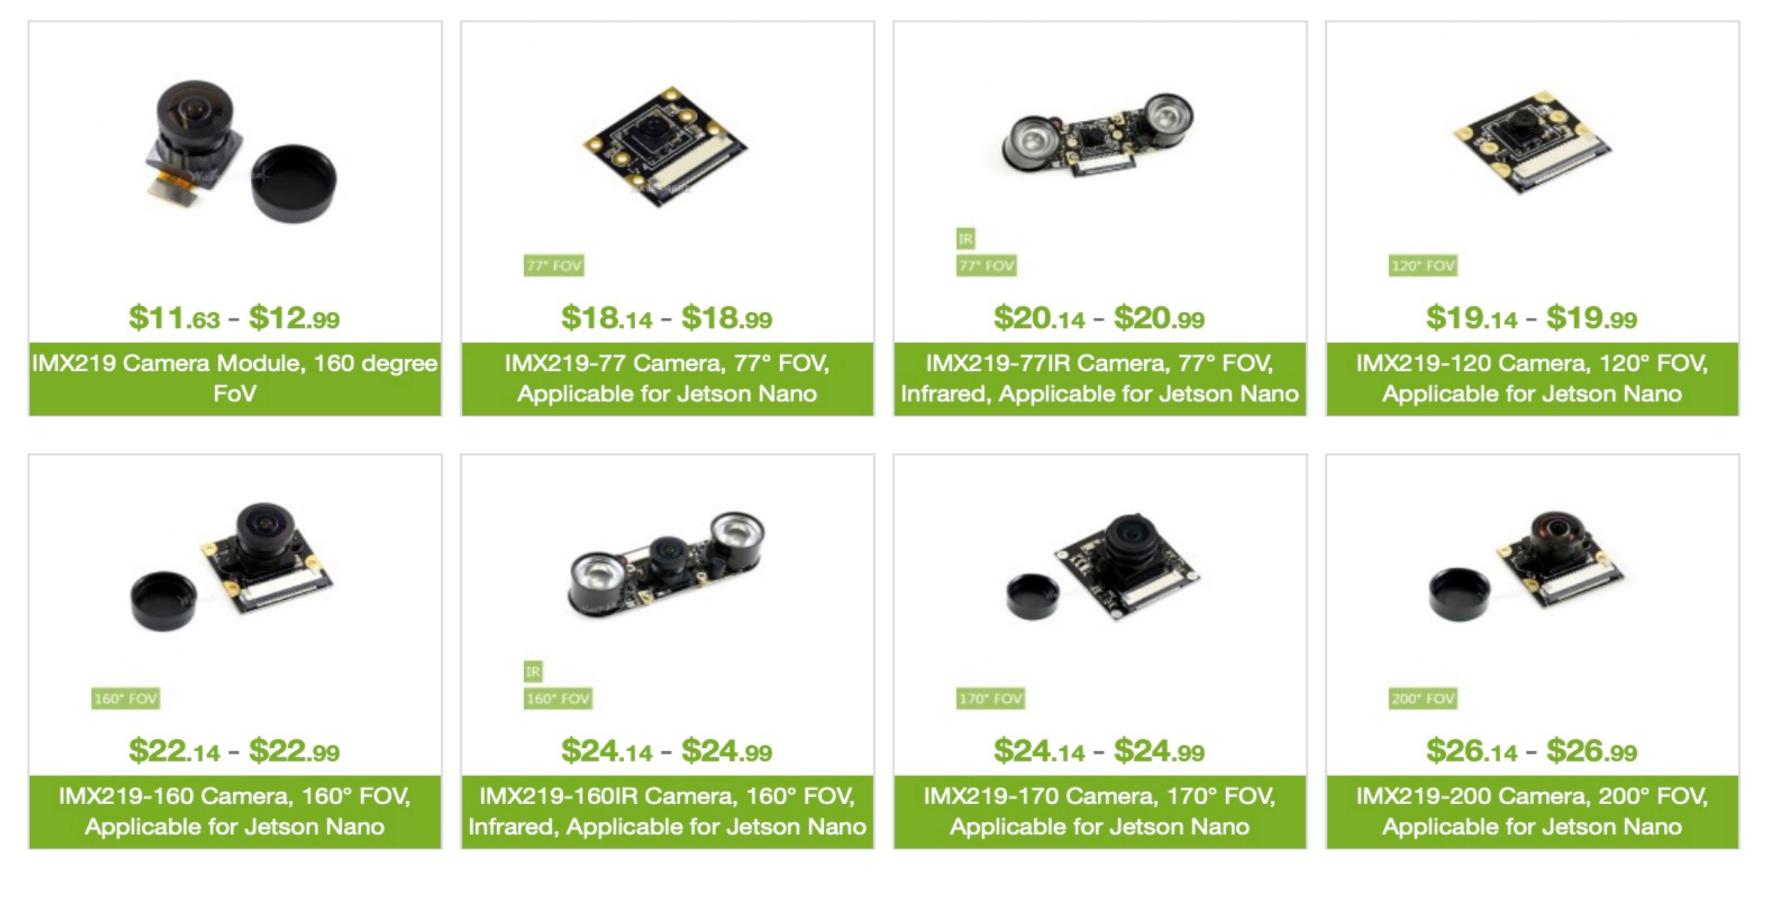 $11.63 - $12.99
IMX219 Camera Module, 160 degree
FoV
77° FOV
$18.14 - $18.99
IMX219-77 Camera, 77° FOV,
Applicable for Jetson Nano
IR
77° FOV
$20.14 - $20.99
IMX219-77IR Camera, 77° FOV,
Infrared, Applicable for Jetson Nano
120° FOV
$19.14 - $19.99
IMX219-120 Camera, 120° FOV,
Applicable for Jetson Nano
160° FOV
$22.14 - $22.99
IMX219-160 Camera, 160° FOV,
Applicable for Jetson Nano
IR
160° FOV
$24.14 - $24.99
IMX219-160IR Camera, 160° FOV,
Infrared, Applicable for Jetson Nano
170° FOV
$24.14 - $24.99
IMX219-170 Camera, 170° FOV,
Applicable for Jetson Nano
200° FOV
$26.14 - $26.99
IMX219-200 Camera, 200° FOV,
Applicable for Jetson Nano